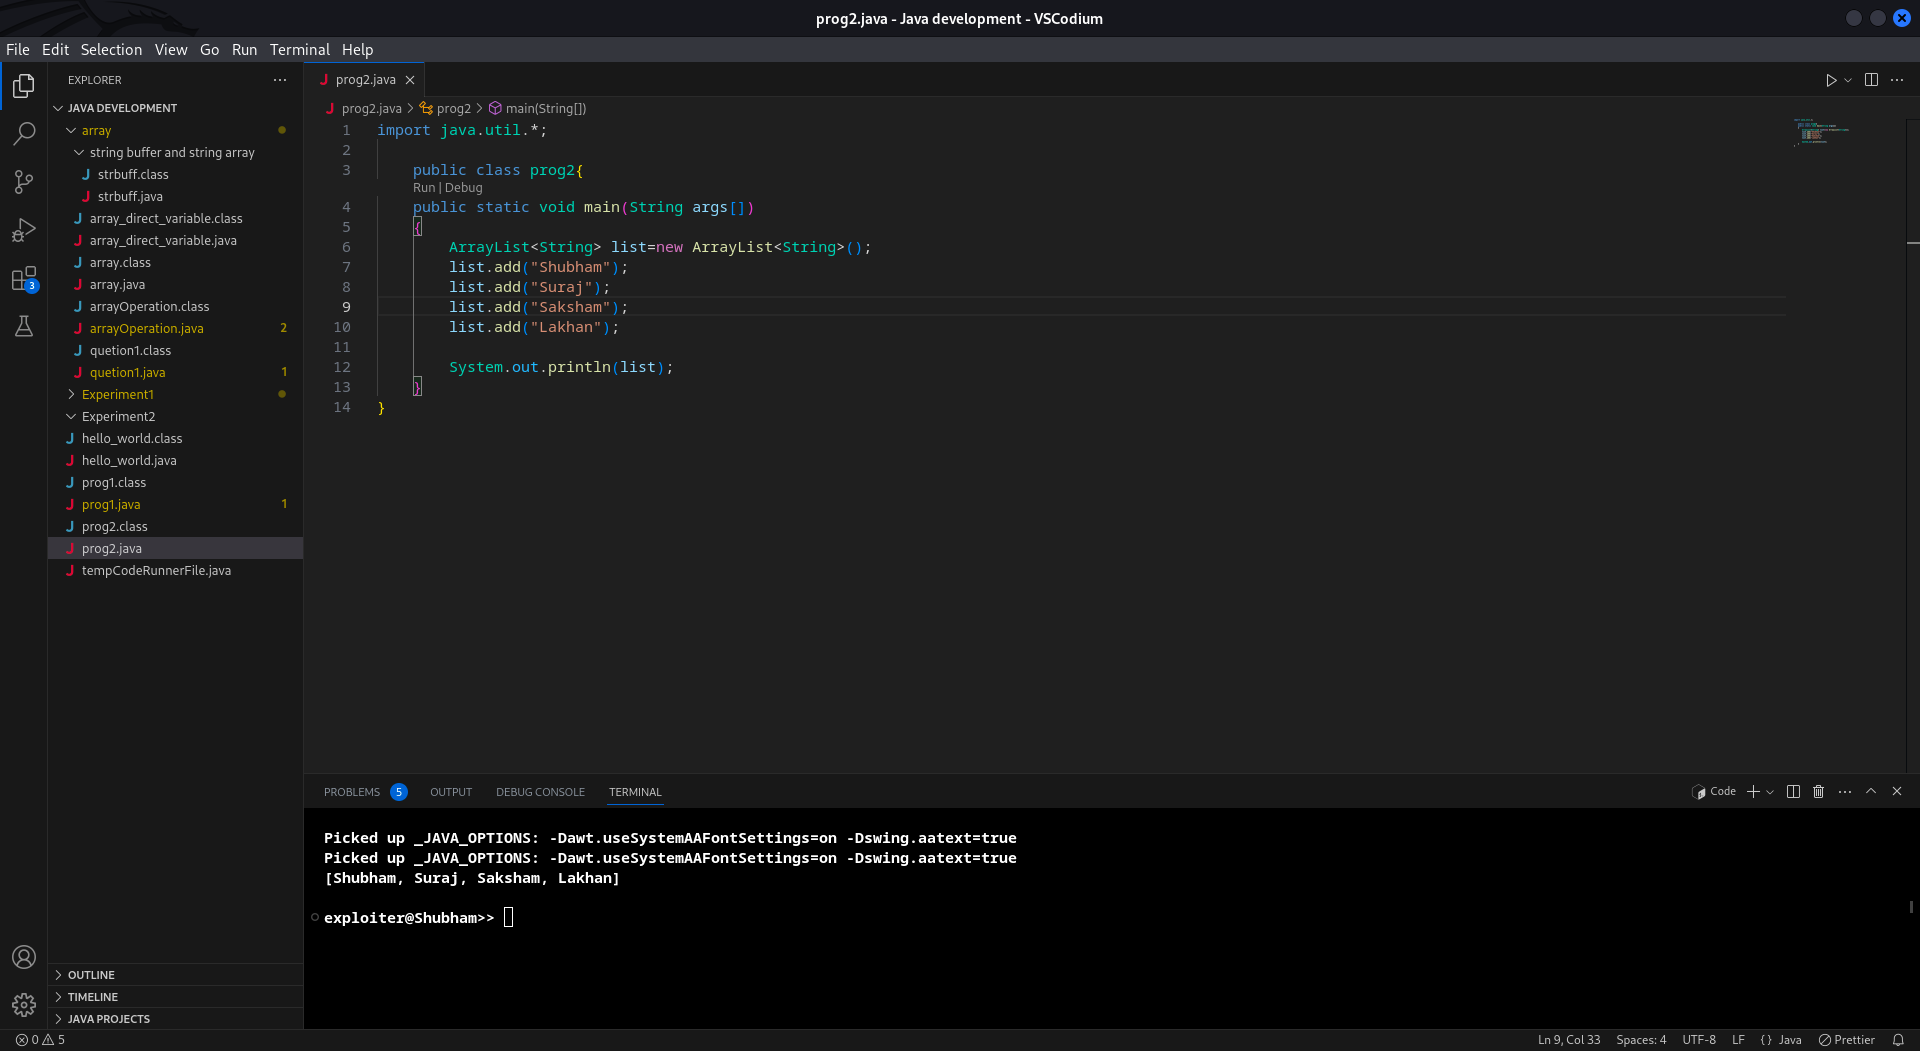 prog2.java - Java development - VSCodium
File Edit Selection View Go Run Terminal Help
EXPLORER
JAVA DEVELOPMENT
array
string buffer and string array
strbuff.class
strbuff.java
array_direct_variable.class
array_direct_variable.java
array.class
array.java
arrayOperation.class
arrayOperation.java 2
quetion1.class
quetion1.java 1
Experiment1
Experiment2
hello_world.class
hello_world.java
prog1.class
prog1.java 1
prog2.class
prog2.java
tempCodeRunnerFile.java
OUTLINE
TIMELINE
JAVA PROJECTS
3
prog2.java
prog2.java > prog2 > main(String[])
1 import java.util.*;
2
3 public class prog2{
Run | Debug
4 public static void main(String args[])
5 {
6 ArrayList<String> list=new ArrayList<String>();
7 list.add("Shubham");
8 list.add("Suraj");
9 list.add("Saksham");
10 list.add("Lakhan");
11
12 System.out.println(list);
13 }
14 }
PROBLEMS 5 OUTPUT DEBUG CONSOLE TERMINAL
Code
Picked up _JAVA_OPTIONS: -Dawt.useSystemAAFontSettings=on -Dswing.aatext=true
Picked up _JAVA_OPTIONS: -Dawt.useSystemAAFontSettings=on -Dswing.aatext=true
[Shubham, Suraj, Saksham, Lakhan]
exploiter@Shubham>>
0 5
Ln 9, Col 33 Spaces: 4 UTF-8 LF {} Java Prettier